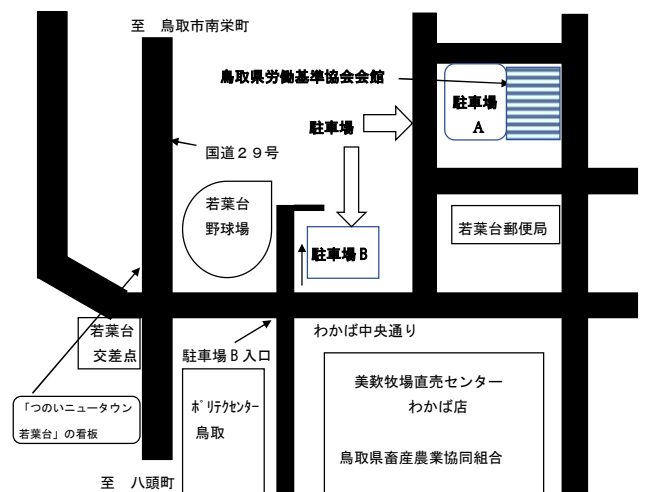 至　鳥取市南栄町
鳥取県労働基準協会会館
駐車場
A
駐車場
国道２９号
若葉台
野球場
若葉台郵便局
駐車場 B
若葉台
交差点
駐車場 B 入口
わかば中央通り
「つのいニュータウン
若葉台」の看板
ﾎﾟﾘﾃｸｾﾝﾀｰ
鳥取
美歎牧場直売センター
わかば店
鳥取県畜産農業協同組合
至　八頭町